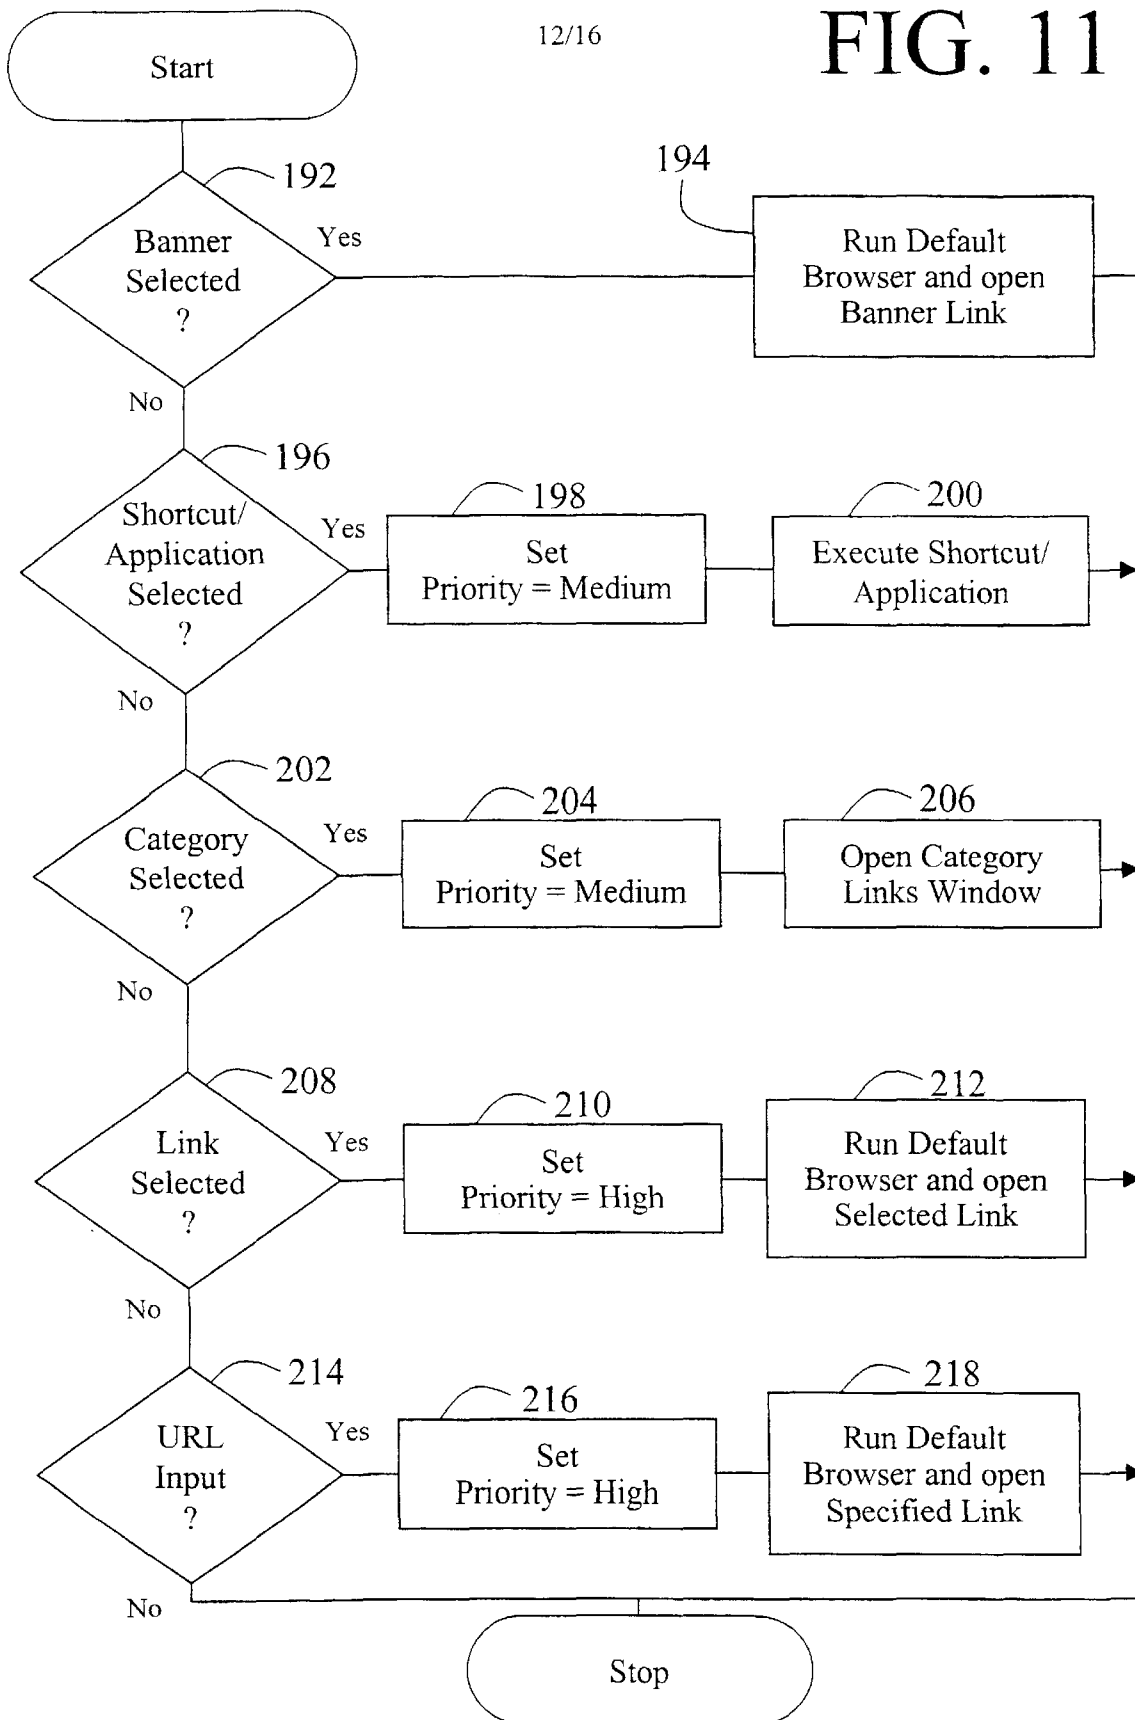 12/16
FIG. 11
Start
192
Banner
Selected
?
Yes
No
194
Run Default
Browser and open
Banner Link
196
Shortcut/
Application
Selected
?
Yes
No
198
Set
Priority = Medium
200
Execute Shortcut/
Application
202
Category
Selected
?
Yes
No
204
Set
Priority = Medium
206
Open Category
Links Window
208
Link
Selected
?
Yes
No
210
Set
Priority = High
212
Run Default
Browser and open
Selected Link
214
URL
Input
?
Yes
No
216
Set
Priority = High
218
Run Default
Browser and open
Specified Link
Stop